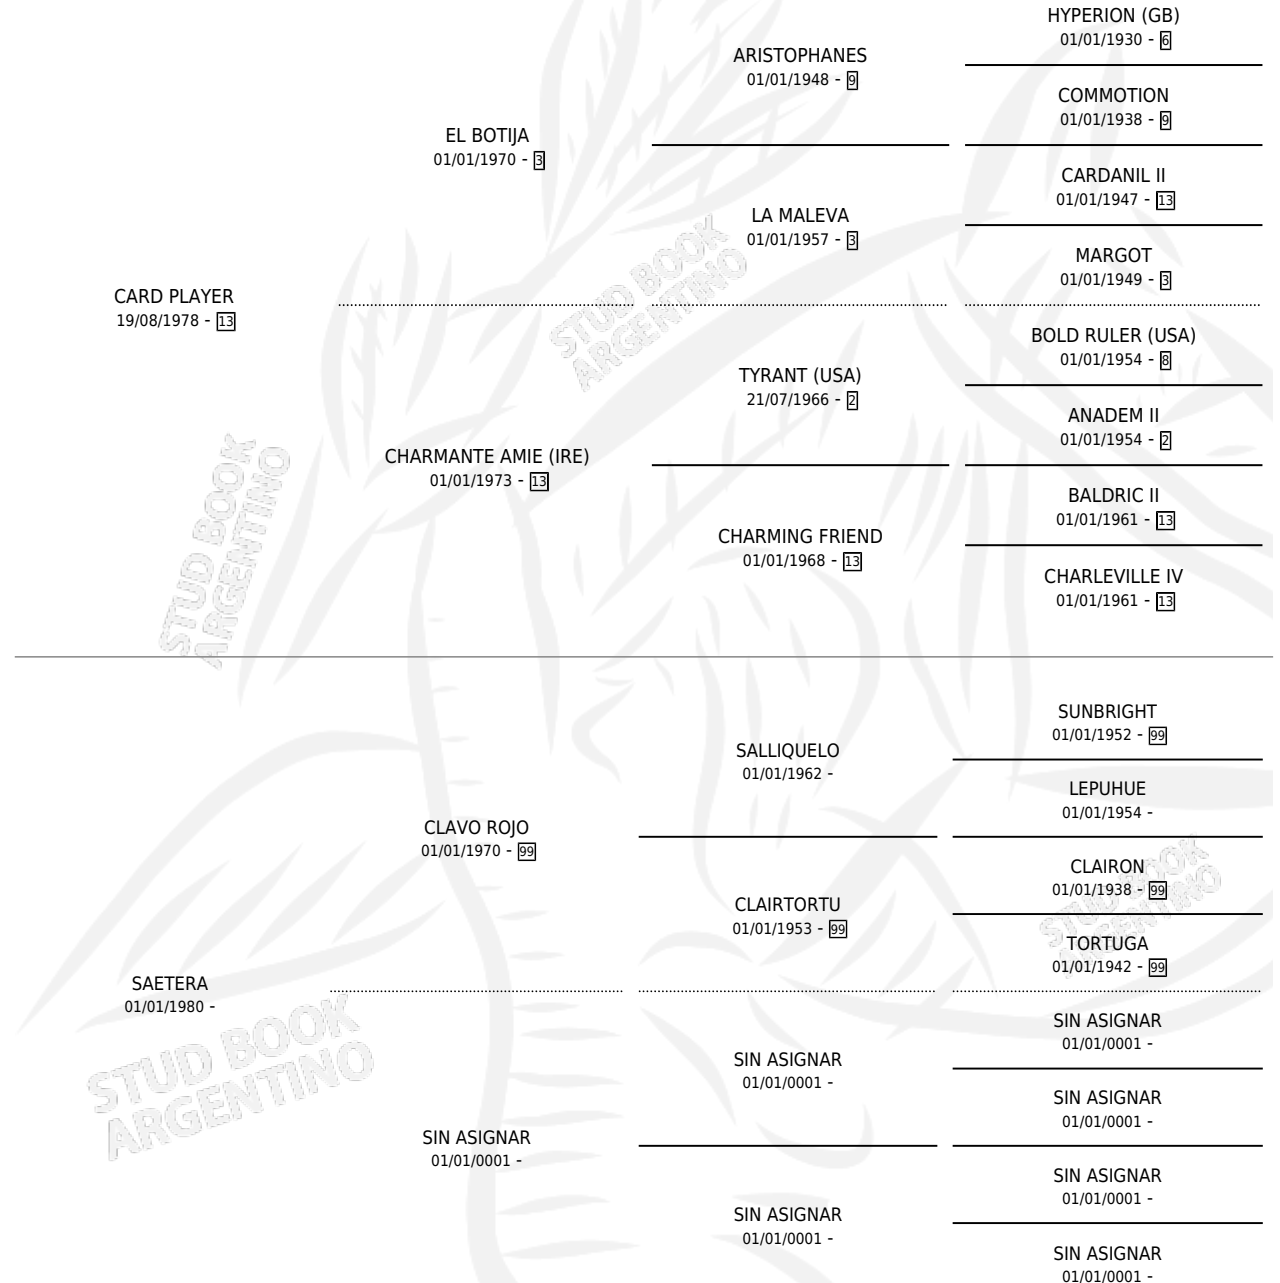 HYPERION (GB)
01/01/1930 - 6
ARISTOPHANES
01/01/1948 - 9
COMMOTION
01/01/1938 - 9
EL BOTIJA
01/01/1970 - 3
CARDANIL II
01/01/1947 - 13
LA MALEVA
01/01/1957 - 3
MARGOT
01/01/1949 - 3
CARD PLAYER
19/08/1978 - 13
BOLD RULER (USA)
01/01/1954 - 8
TYRANT (USA)
21/07/1966 - 2
ANADEM II
01/01/1954 - 2
CHARMANTE AMIE (IRE)
01/01/1973 - 13
BALDRIC II
01/01/1961 - 13
CHARMING FRIEND
01/01/1968 - 13
CHARLEVILLE IV
01/01/1961 - 13
SUNBRIGHT
01/01/1952 - 99
SALLIQUELO
01/01/1962 -
LEPUHUE
01/01/1954 -
CLAVO ROJO
01/01/1970 - 99
CLAIRON
01/01/1938 - 99
CLAIRTORTU
01/01/1953 - 99
TORTUGA
01/01/1942 - 99
SAETERA
01/01/1980 -
SIN ASIGNAR
01/01/0001 -
SIN ASIGNAR
01/01/0001 -
SIN ASIGNAR
01/01/0001 -
SIN ASIGNAR
01/01/0001 -
SIN ASIGNAR
01/01/0001 -
SIN ASIGNAR
01/01/0001 -
SIN ASIGNAR
01/01/0001 -
STUD BOOK
ARGENTINO
STUD BOOK
ARGENTINO
STUD BOOK
ARGENTINO
STUD BOOK
ARGENTINO